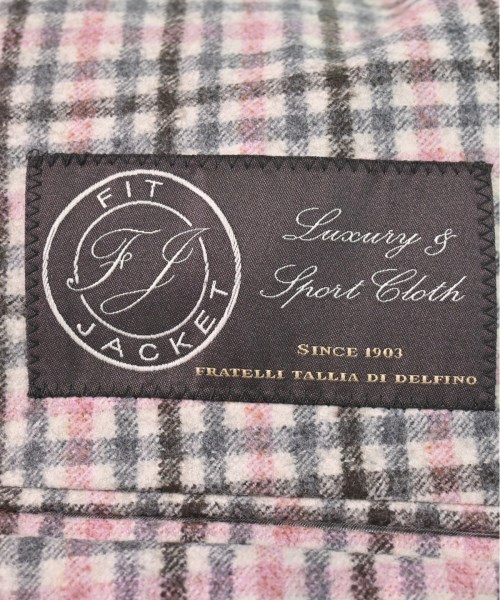 FIT
FJ
JACKET
Luxury &
Sport Cloth
SINCE 1903
FRATELLI TALLIA DI DELFINO